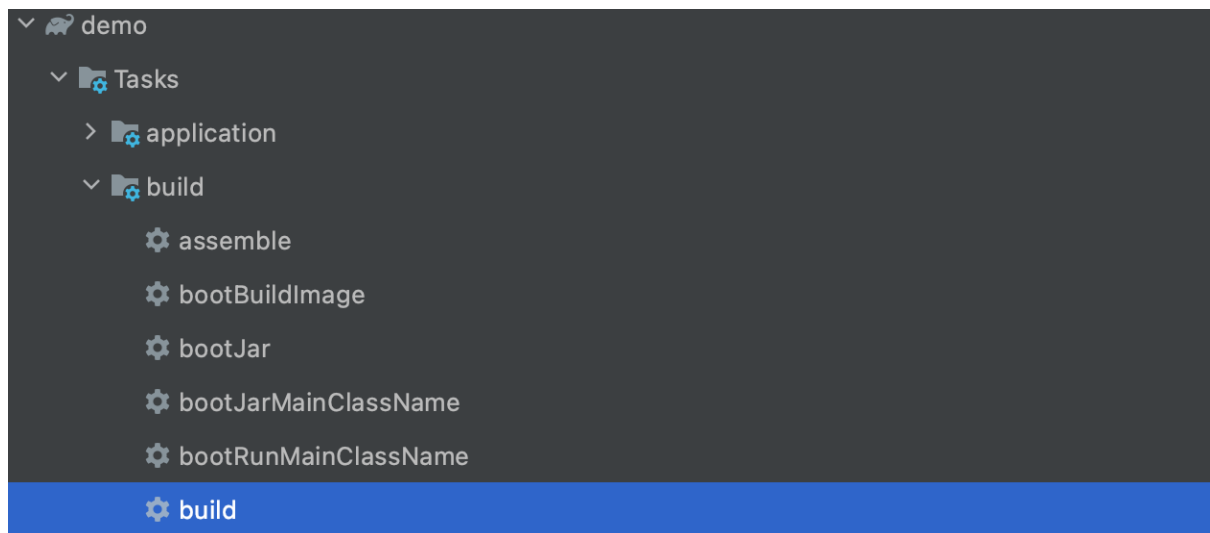 demo
Tasks
application
build
assemble
bootBuildImage
bootJar
bootJarMainClassName
bootRunMainClassName
build